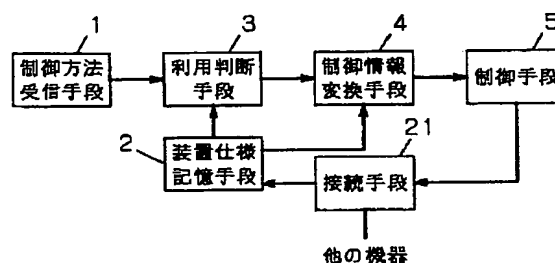 1
3
4
5
制御方法
受信手段
利用判断
手段
制御情報
変換手段
制御手段
2
装置仕様
記憶手段
21
接続手段
他の機器